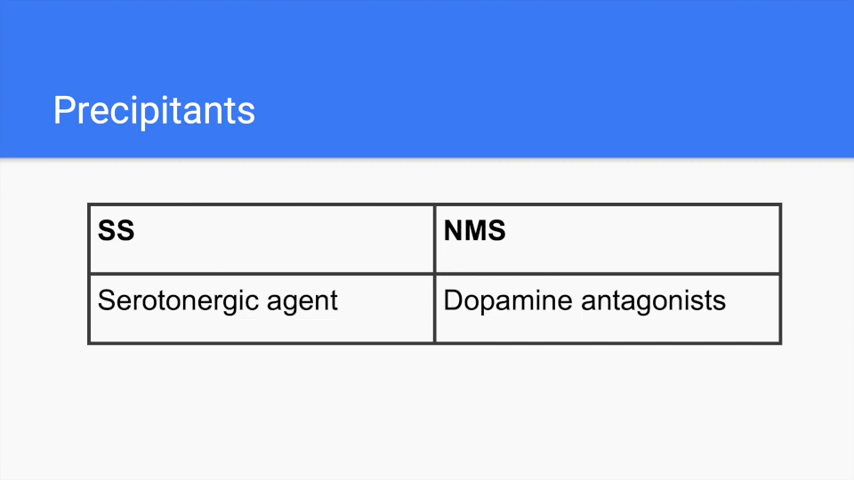 Precipitants
SS
NMS
Serotonergic agent
Dopamine antagonists